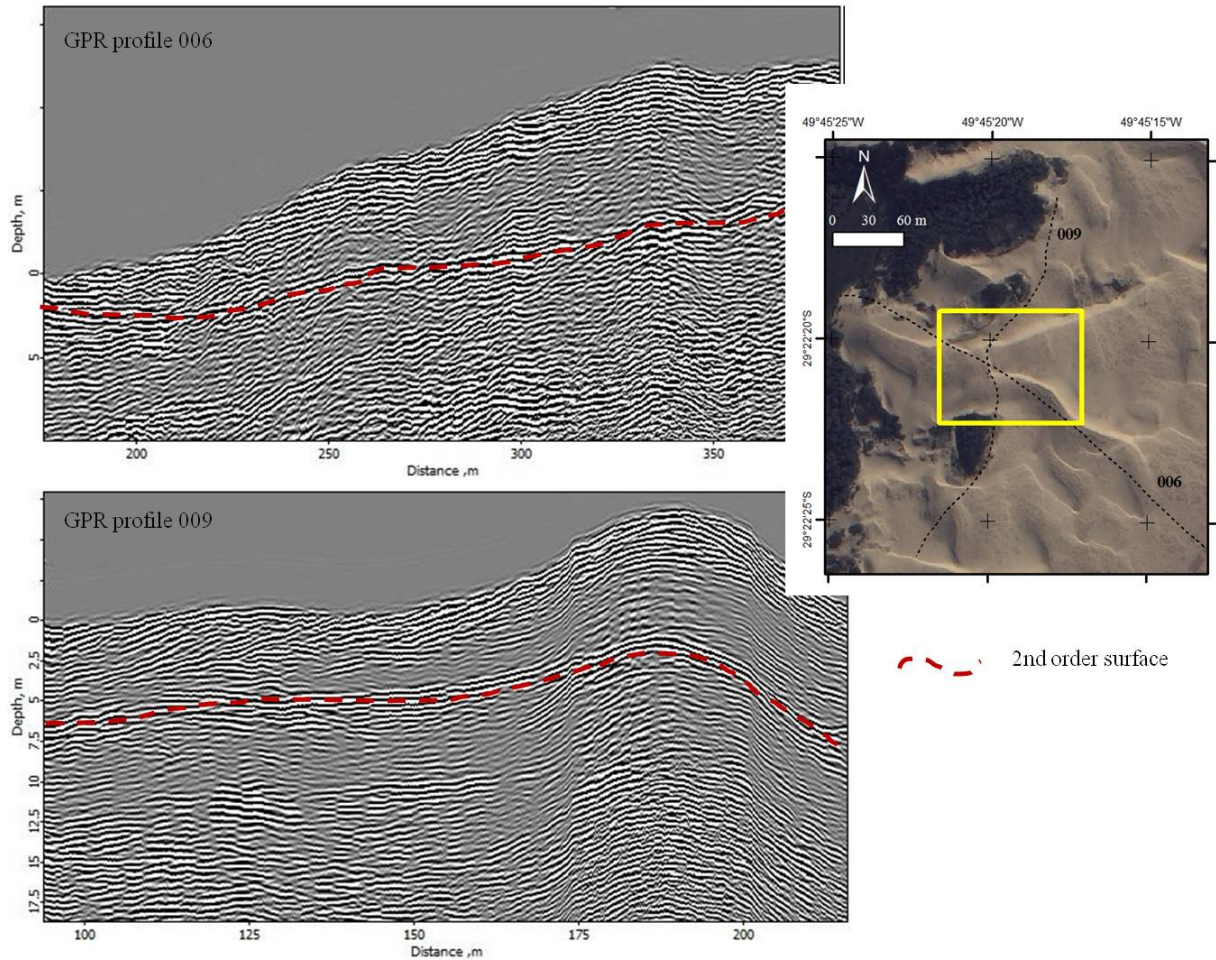 GPR profile 006
Depth, m
0
5
200
250
300
350
Distance ,m
49°45'25"W
49°45'20"W
49°45'15"W
N
0 30 60 m
009
006
29°22'20"S
29°22'25"S
GPR profile 009
Depth, m
0
2.5
5
7.5
10
12.5
15
17.5
100
125
150
175
200
Distance ,m
2nd order surface